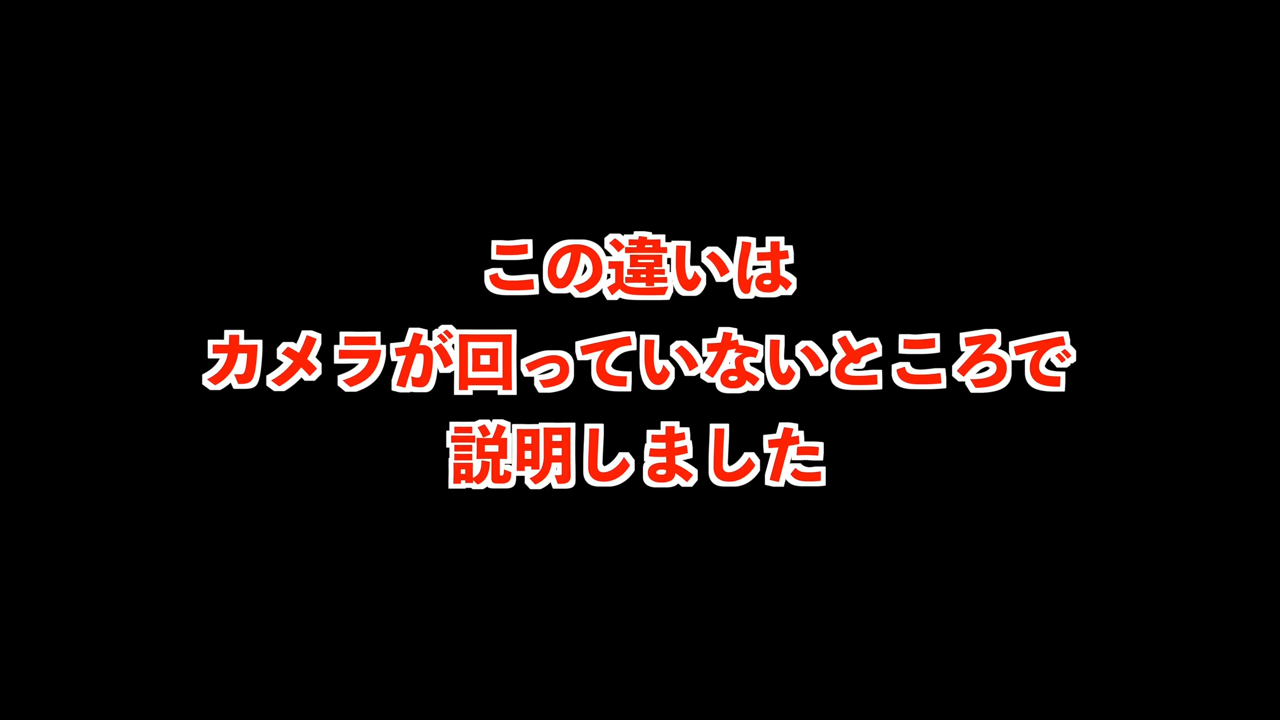 この違いは
カメラが回っていないところで
説明しました